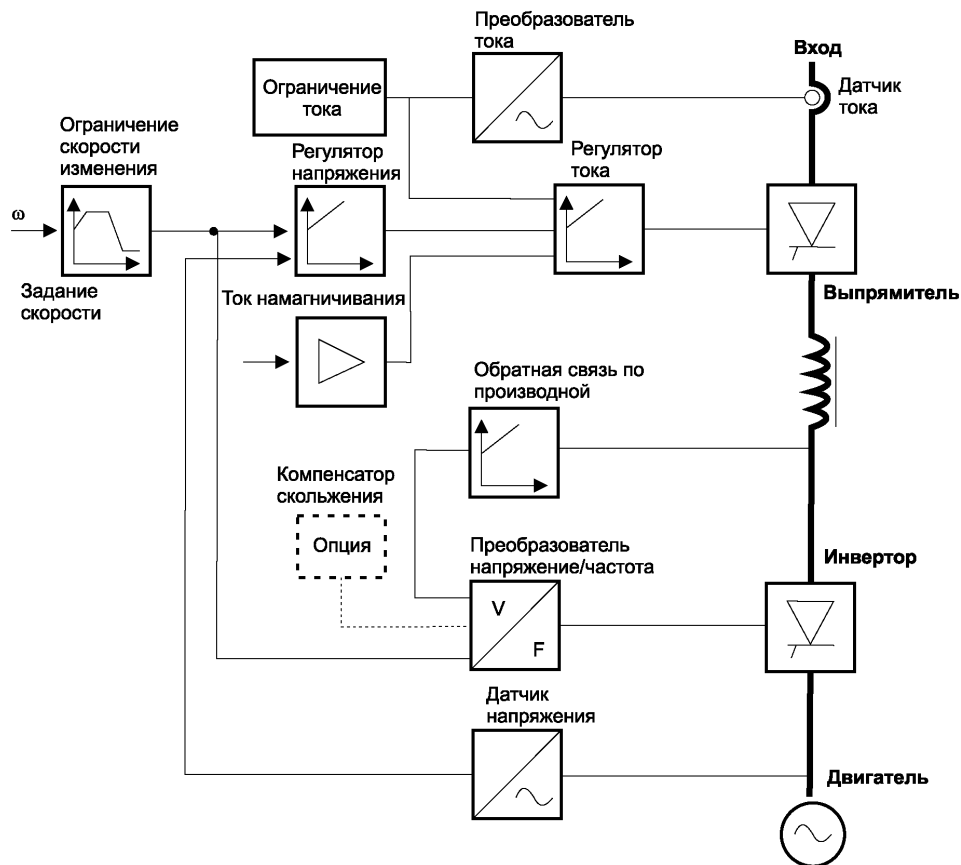 Преобразователь
тока
Вход
Датчик
тока
Ограничение
тока
Ограничение
скорости
изменения
Регулятор
напряжения
Регулятор
тока
ω
Задание
скорости
Ток намагничивания
Выпрямитель
Обратная связь по
производной
Компенсатор
скольжения
Опция
Преобразователь
напряжение/частота
Инвертор
V
F
Датчик
напряжения
Двигатель